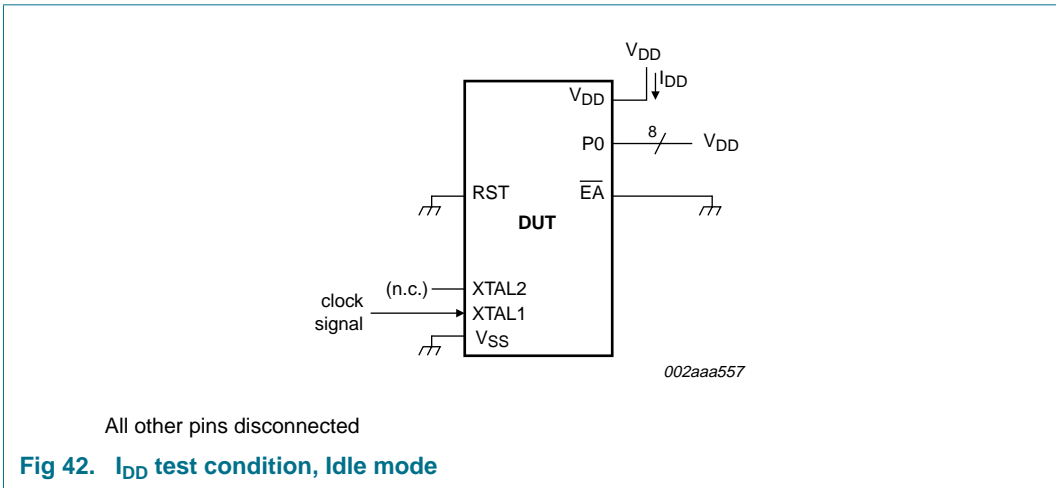 VDD
IDD
VDD
P0
8
VDD
RST
EA
DUT
(n.c.)
XTAL2
clock
signal
XTAL1
VSS
002aaa557
All other pins disconnected
Fig 42. IDD test condition, Idle mode